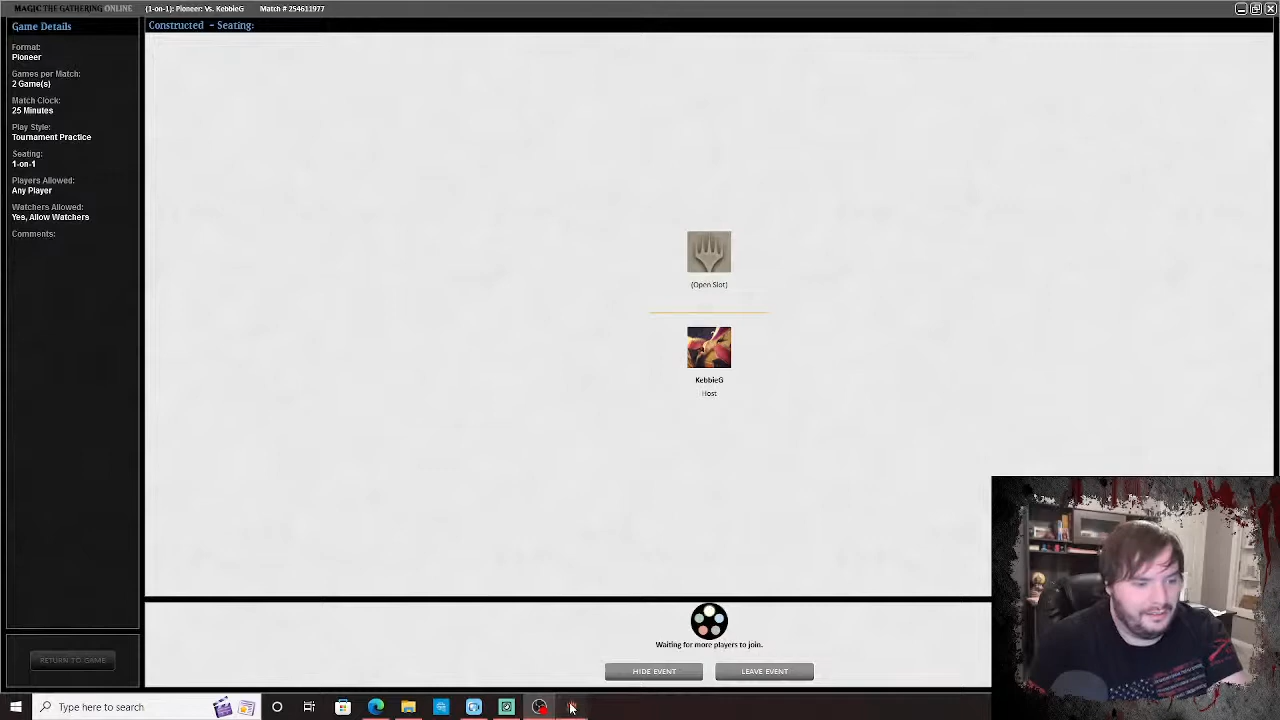 MAGIC THE GATHERING ONLINE (1-on-1): Pioneer: Vs. KebbieG Match # 254611977
Game Details
Constructed - Seating:
Format:
Pioneer
Games per Match:
2 Game(s)
Match Clock:
25 Minutes
Play Style:
Tournament Practice
Seating:
1-on-1
Players Allowed:
Any Player
Watchers Allowed:
Yes, Allow Watchers
Comments:
(Open Slot)
KebbieG
Host
Waiting for more players to join.
RETURN TO GAME
HIDE EVENT LEAVE EVENT
Type here to search